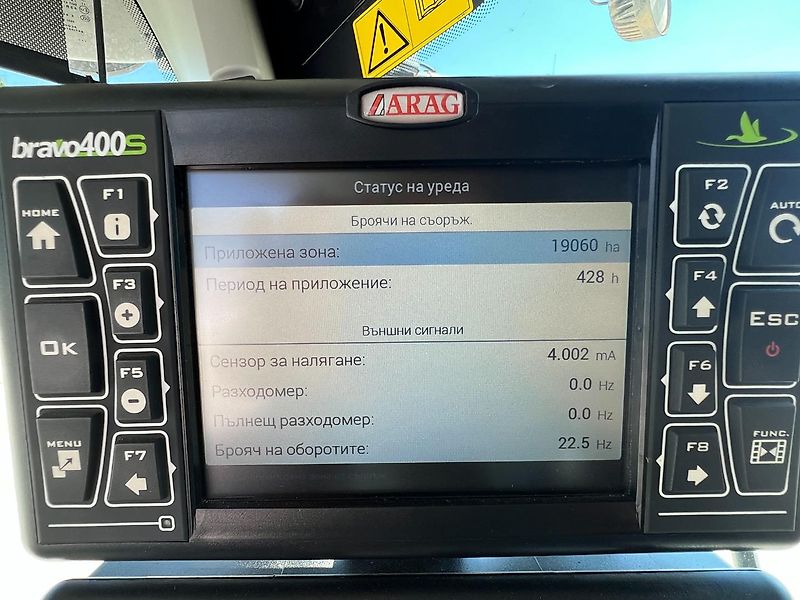 ARAG
bravo400S
HOME
F1
F3
OK
F5
MENU
F7
Статус на уреда
Броячи на съоръж.
Приложена зона: 19060 ha
Период на приложение: 428 h
Външни сигнали
Сензор за налягане: 4.002 mA
Разходомер: 0.0 Hz
Пълнещ разходомер: 0.0 Hz
Брояч на оборотите: 22.5 Hz
F2
AUTO
F4
ESC
F6
FUNC.
F8